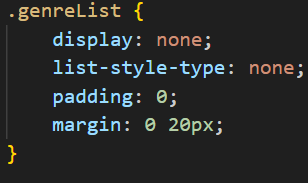 .genreList {
    display: none;
    list-style-type: none;
    padding: 0;
    margin: 0 20px;
}